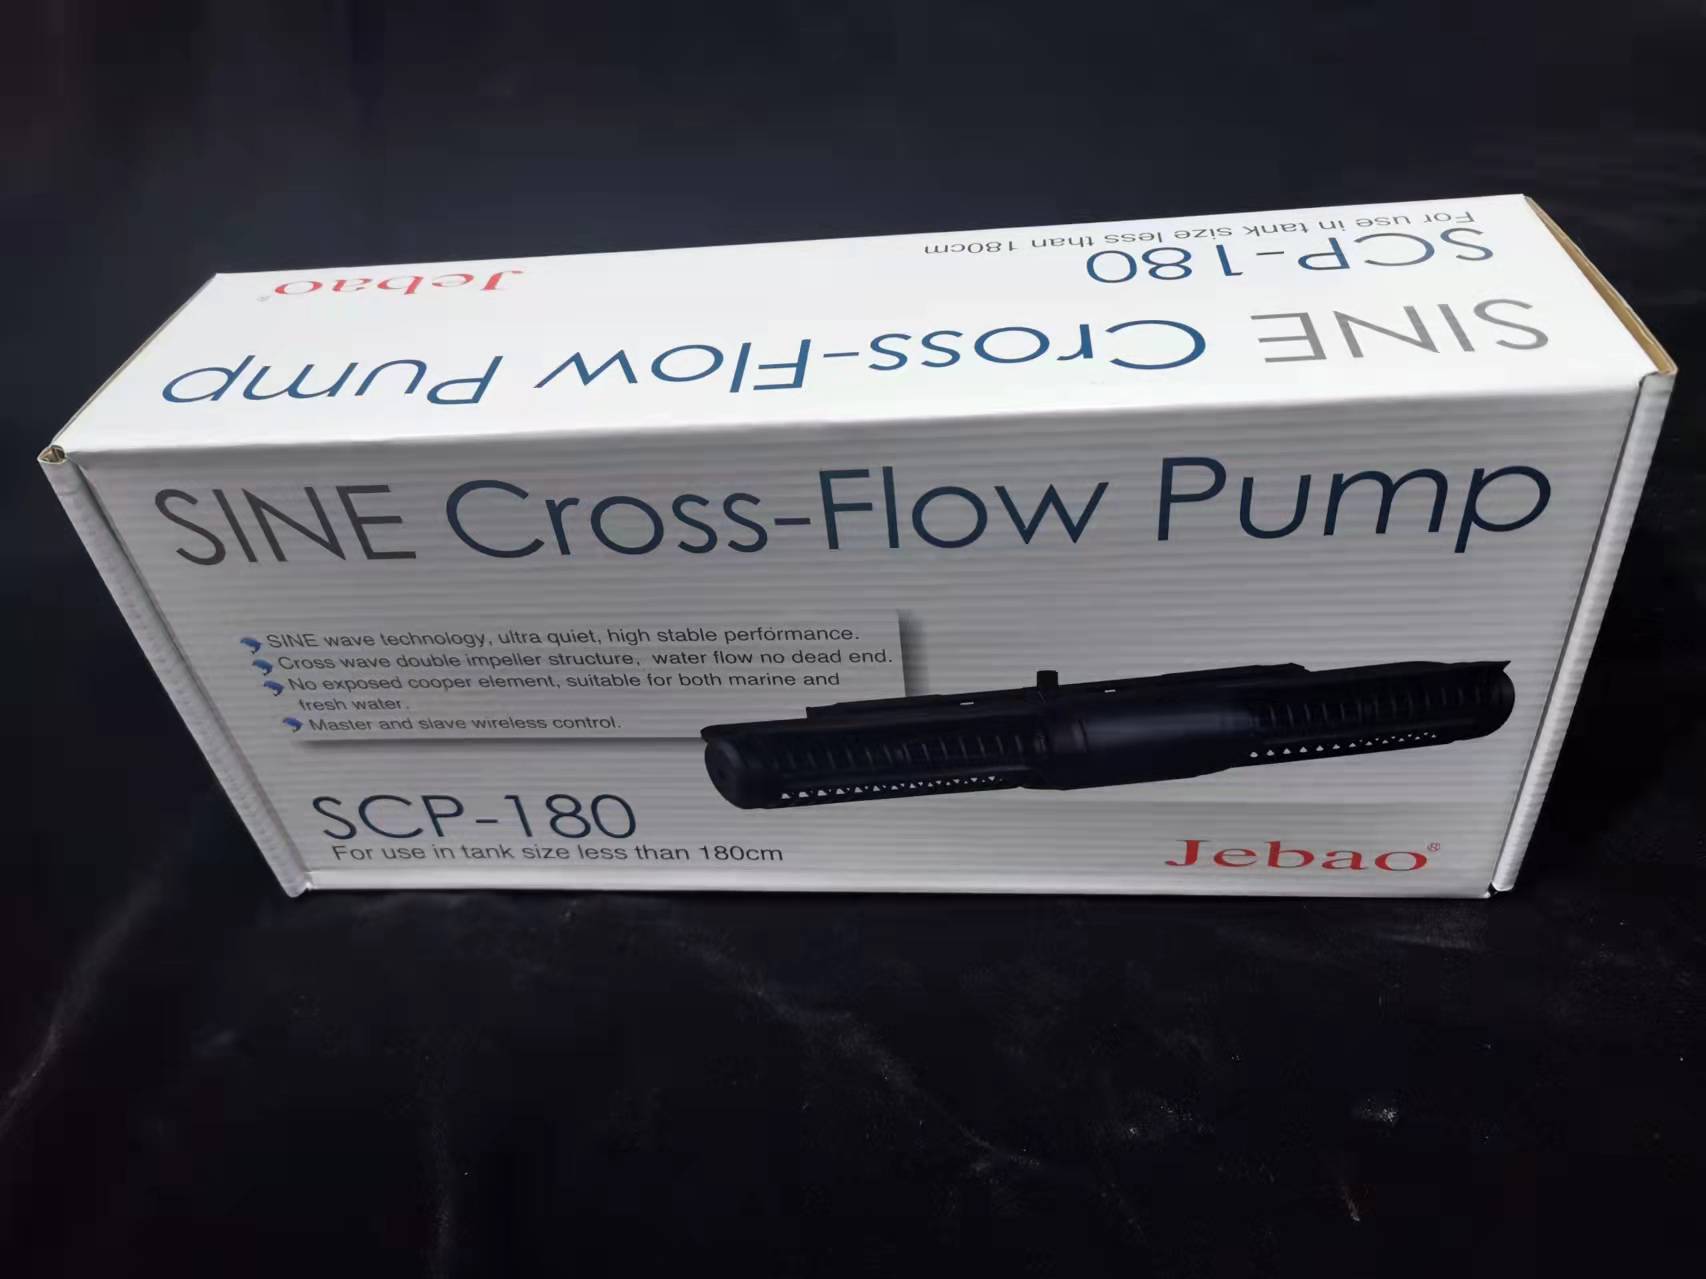 For use in tank size less than 180cm
SCP-180
Jebao®
SINE Cross-Flow Pump
SINE Cross-Flow Pump
SINE wave technology, ultra quiet, high stable performance.
Cross wave double impeller structure, water flow no dead end.
No exposed cooper element, suitable for both marine and
fresh water.
Master and slave wireless control.
SCP-180
For use in tank size less than 180cm
Jebao®